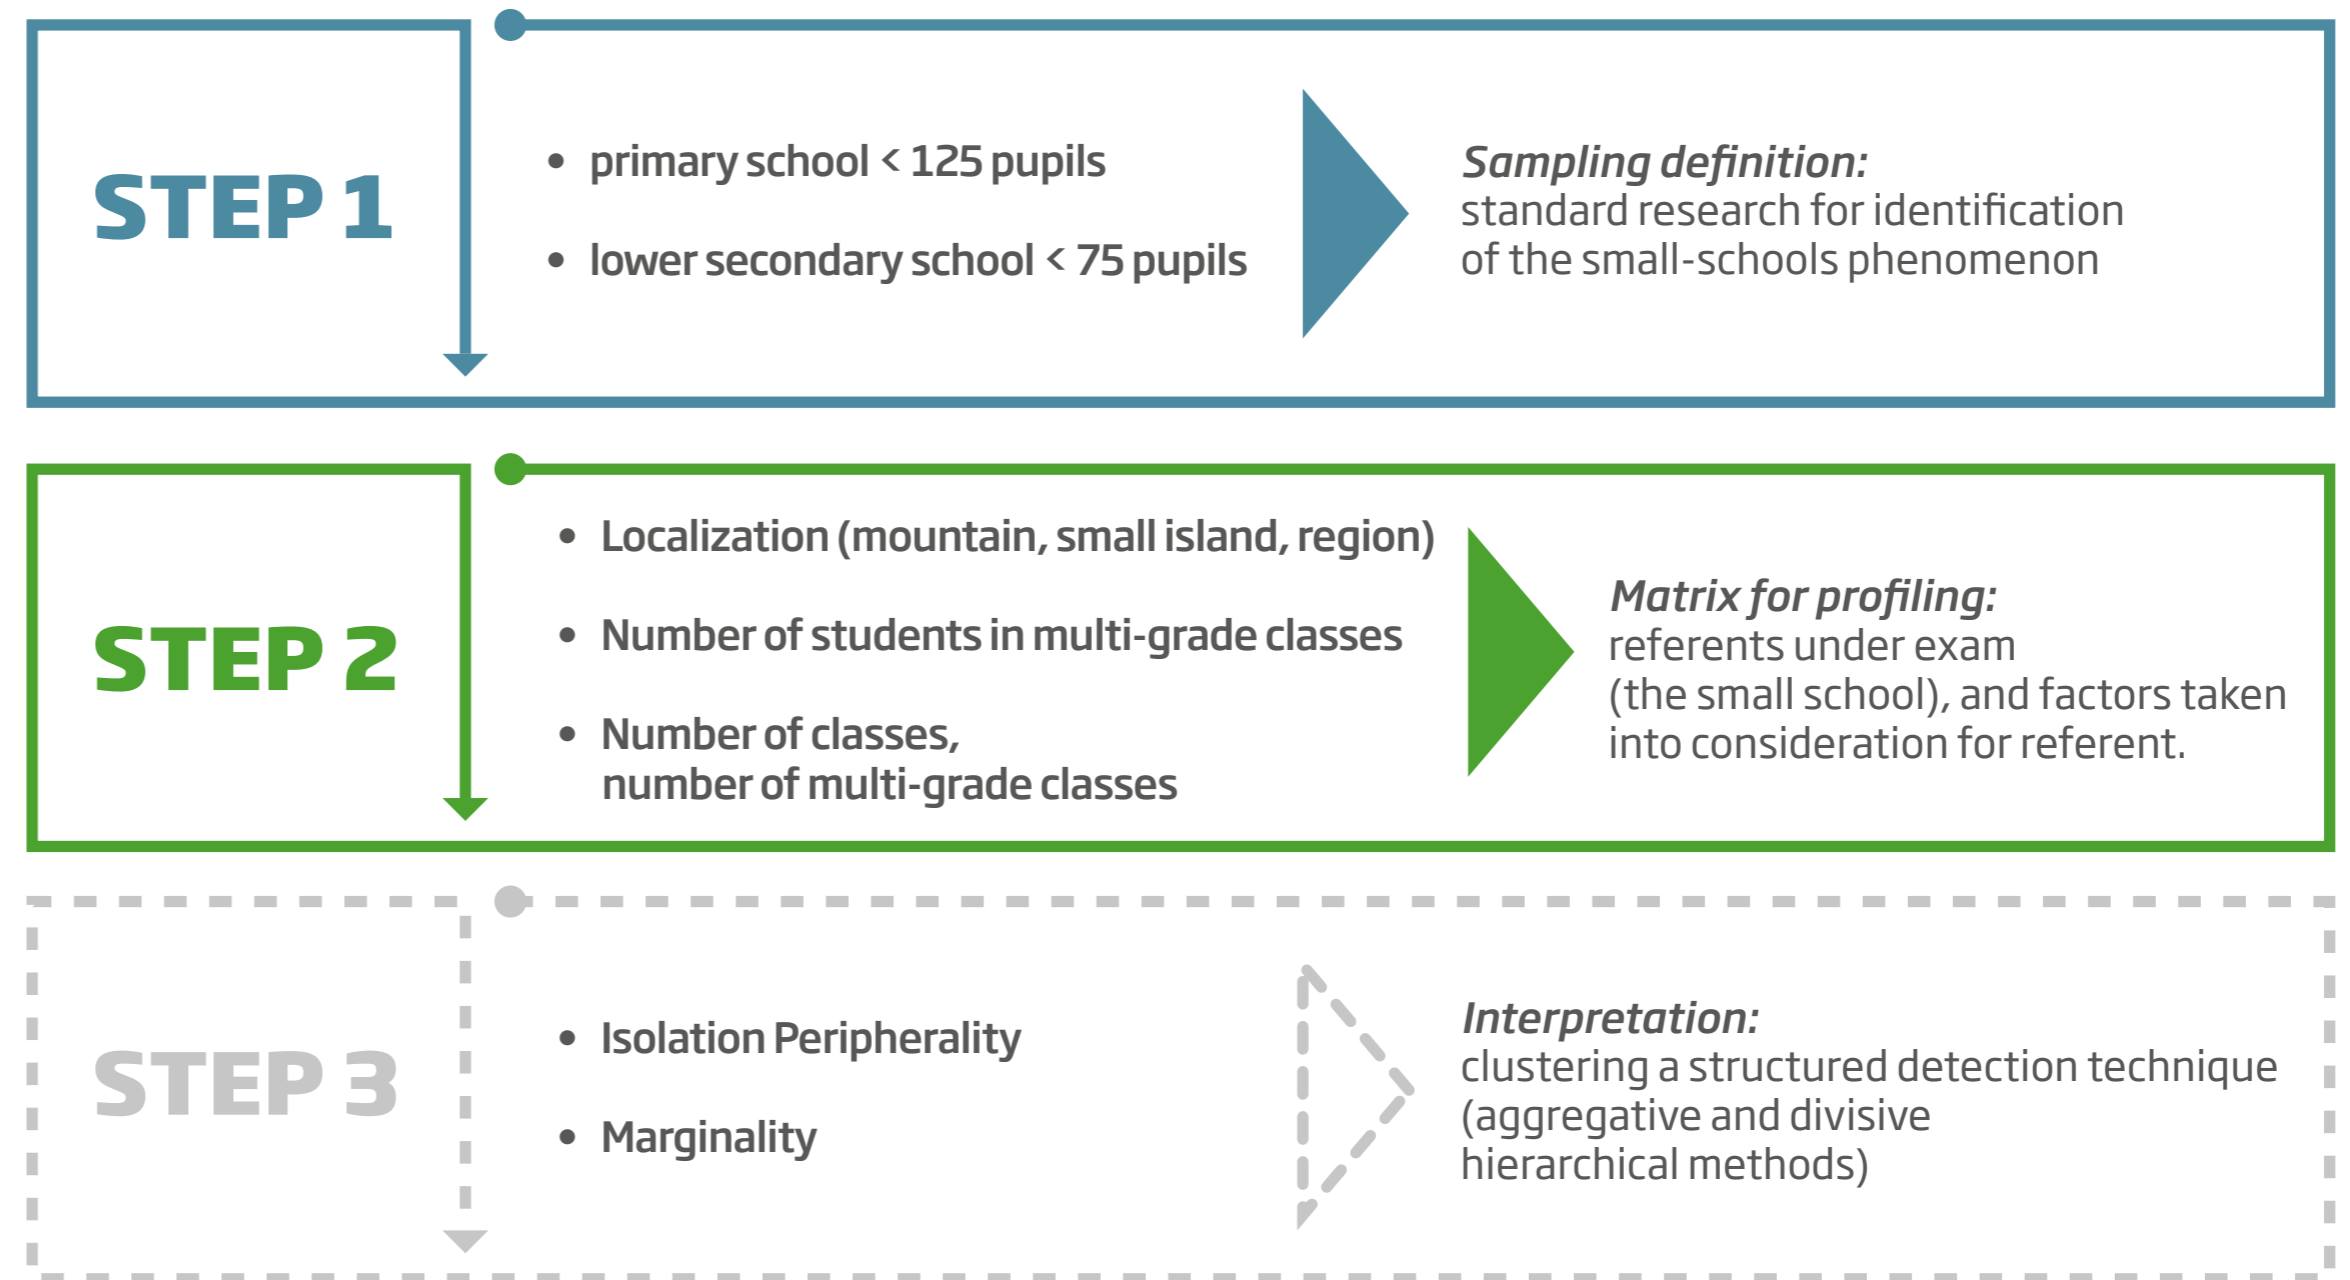 STEP 1
• primary school < 125 pupils
• lower secondary school < 75 pupils
Sampling definition:
standard research for identification
of the small-schools phenomenon
STEP 2
• Localization (mountain, small island, region)
• Number of students in multi-grade classes
• Number of classes,
number of multi-grade classes
Matrix for profiling:
referents under exam
(the small school), and factors taken
into consideration for referent.
STEP 3
• Isolation Peripherality
• Marginality
Interpretation:
clustering a structured detection technique
(aggregative and divisive
hierarchical methods)